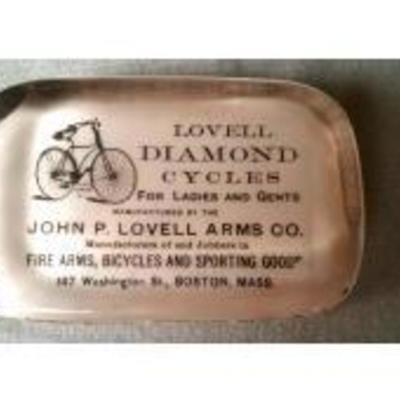 LOVELL
DIAMOND
CYCLES
FOR LADIES AND GENTS
MANUFACTURED BY THE
JOHN P. LOVELL ARMS CO.
Manufacturers of and Jobbers in
FIRE ARMS, BICYCLES AND SPORTING GOODS
147 Washington St., BOSTON, MASS.